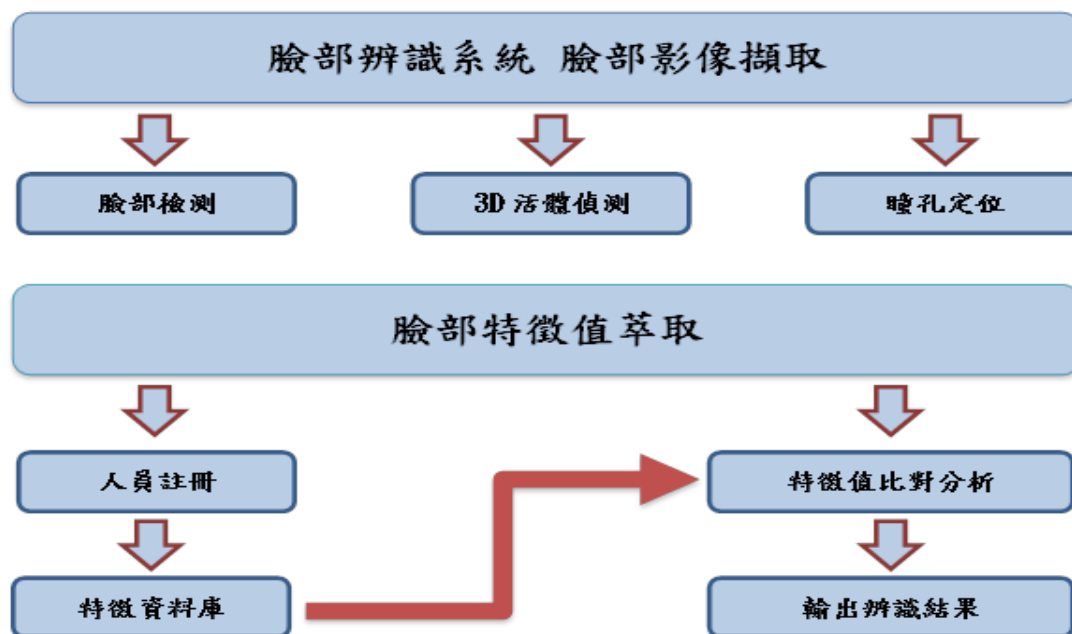 臉部辨識系統 臉部影像擷取
臉部檢測
3D 活體偵測
瞳孔定位
臉部特徵值萃取
人員註冊
特徵值比對分析
特徵資料庫
輸出辨識結果